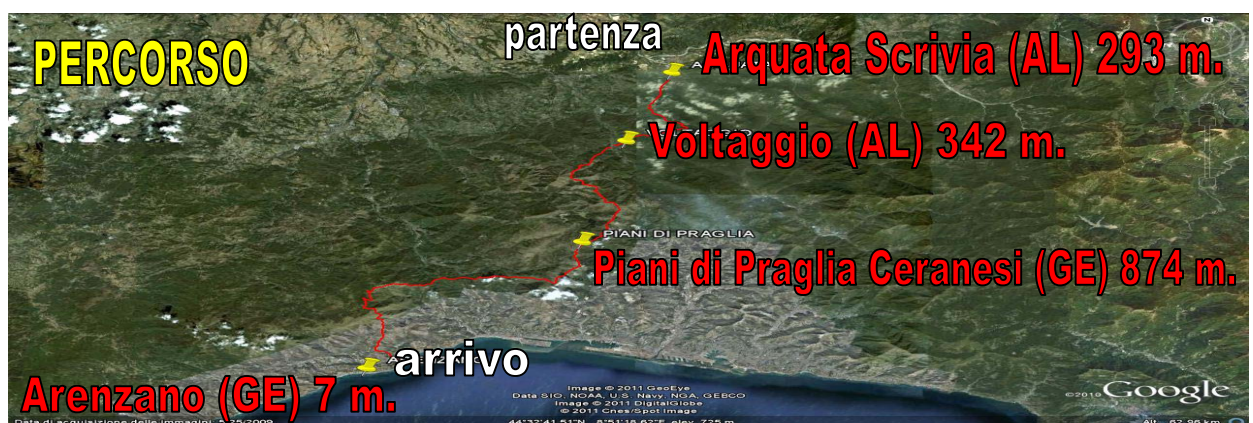 PERCORSO
partenza
Arquata Scrivia (AL) 293 m.
Voltaggio (AL) 342 m.
PIANI DI PRAGLIA
Piani di Praglia Ceranesi (GE) 874 m.
arrivo
Arenzano (GE) 7 m.
Image © 2011 GeoEye
Data SIO, NOAA, U.S. Navy, NGA, GEBCO
Image © 2011 DigitalGlobe
© 2011 Cnes/Spot Image
©2010 Google